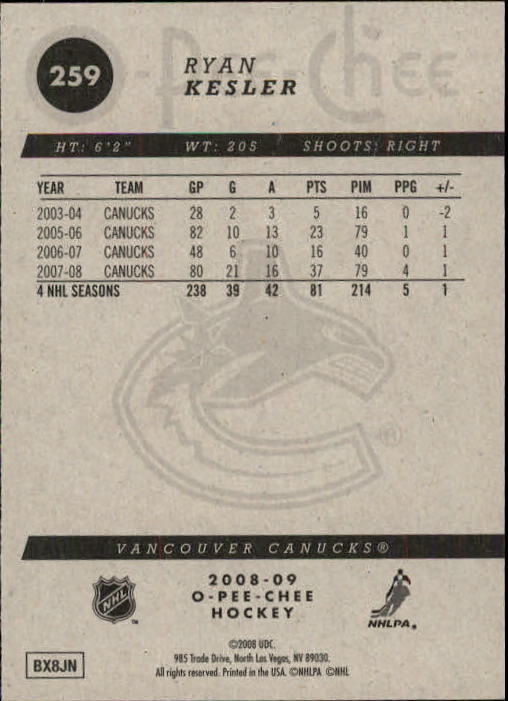 259
RYAN
KESLER
O-PEE-CHEE
HT: 6'2" WT: 205 SHOOTS: RIGHT
YEAR TEAM GP G A PTS PIM PPG +/-
2003-04 CANUCKS 28 2 3 5 16 0 -2
2005-06 CANUCKS 82 10 13 23 79 1 1
2006-07 CANUCKS 48 6 10 16 40 0 1
2007-08 CANUCKS 80 21 16 37 79 4 1
4 NHL SEASONS 238 39 42 81 214 5 1
®
VANCOUVER CANUCKS®
NHL
TM
2008-09
O-PEE-CHEE
HOCKEY
NHLPA®
©2008 UDC.
985 Trade Drive, North Las Vegas, NV 89030.
All rights reserved. Printed in the USA. ©NHLPA ©NHL
BX8JN